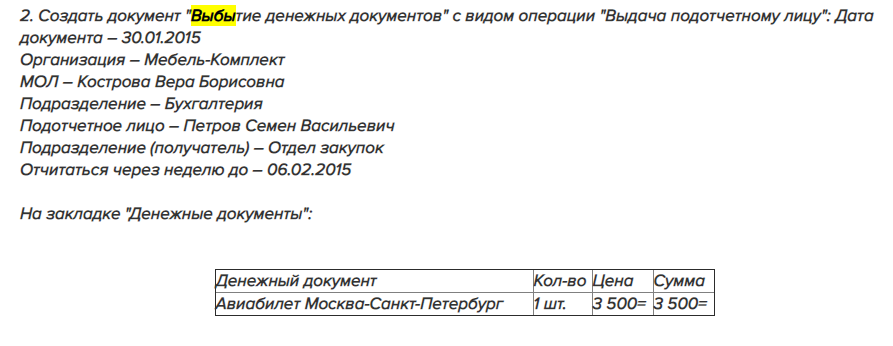 2. Создать документ "Выбытие денежных документов" с видом операции "Выдача подотчетному лицу": Дата
документа – 30.01.2015
Организация – Мебель-Комплект
МОЛ – Кострова Вера Борисовна
Подразделение – Бухгалтерия
Подотчетное лицо – Петров Семен Васильевич
Подразделение (получатель) – Отдел закупок
Отчитаться через неделю до – 06.02.2015
На закладке "Денежные документы":
Денежный документ Кол-во Цена Сумма
Авиабилет Москва-Санкт-Петербург 1 шт. 3 500= 3 500=